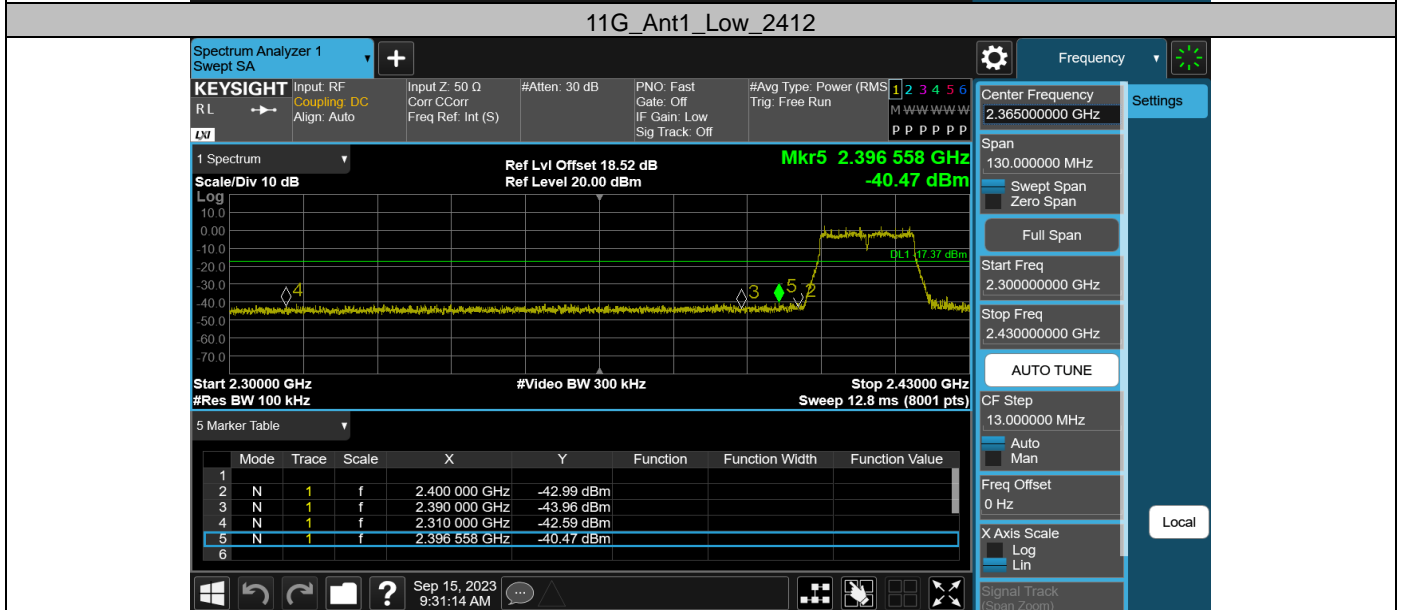 11G_Ant1_Low_2412
Spectrum Analyzer 1
Swept SA
+
Frequency
KEYSIGHT
RL
LXI
Input: RF
Coupling: DC
Align: Auto
Input Z: 50 Ω
Corr CCorr
Freq Ref: Int (S)
#Atten: 30 dB
PNO: Fast
Gate: Off
IF Gain: Low
Sig Track: Off
#Avg Type: Power (RMS
Trig: Free Run
1 2 3 4 5 6
M W W W W W
P P P P P P
1 Spectrum
Scale/Div 10 dB
Ref Lvl Offset 18.52 dB
Ref Level 20.00 dBm
Mkr5 2.396 558 GHz
-40.47 dBm
Log
10.0
0.00
-10.0
-20.0
-30.0
-40.0
-50.0
-60.0
-70.0
DL1 -17.37 dBm
4
3
5
2
Start 2.30000 GHz
#Res BW 100 kHz
#Video BW 300 kHz
Stop 2.43000 GHz
Sweep 12.8 ms (8001 pts)
5 Marker Table
Mode Trace Scale X Y Function Function Width Function Value
1
2 N 1 f 2.400 000 GHz -42.99 dBm
3 N 1 f 2.390 000 GHz -43.96 dBm
4 N 1 f 2.310 000 GHz -42.59 dBm
5 N 1 f 2.396 558 GHz -40.47 dBm
6
?
Sep 15, 2023
9:31:14 AM
Center Frequency
2.365000000 GHz
Settings
Span
130.000000 MHz
Swept Span
Zero Span
Full Span
Start Freq
2.300000000 GHz
Stop Freq
2.430000000 GHz
AUTO TUNE
CF Step
13.000000 MHz
Auto
Man
Freq Offset
0 Hz
X Axis Scale
Log
Lin
Signal Track
(Span Zoom)
Local